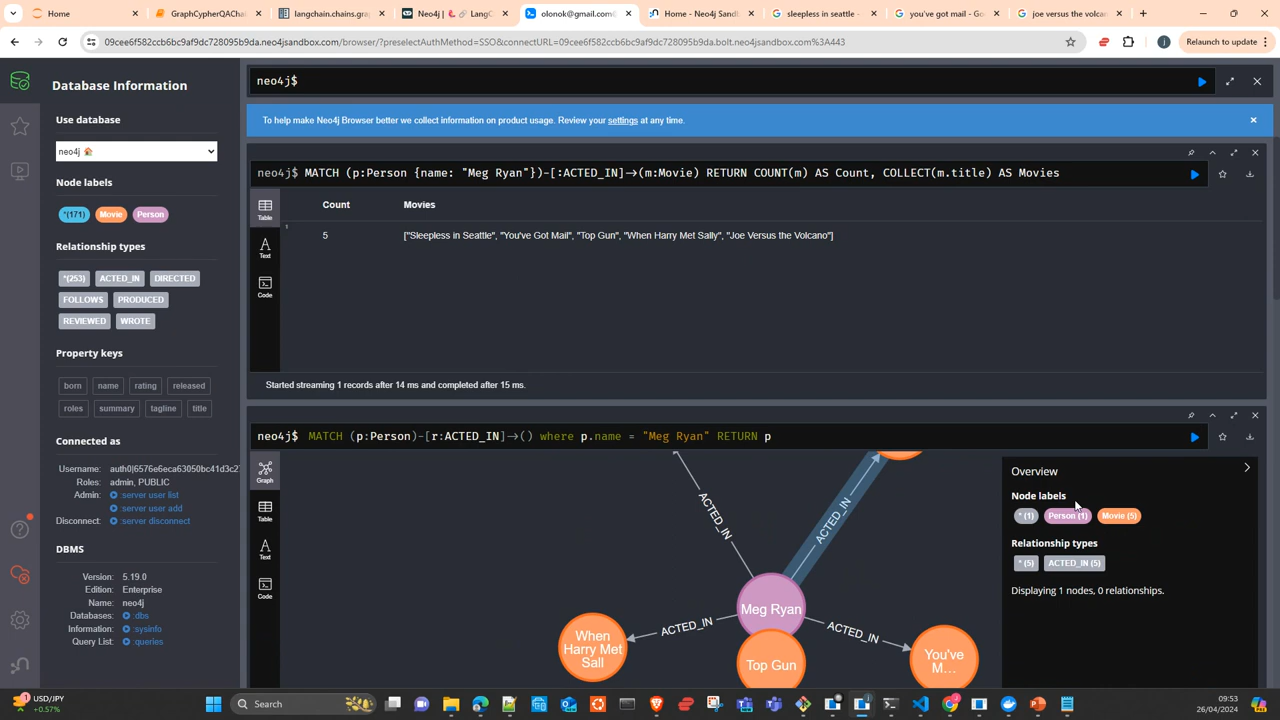 Home
GraphCypherQACha
langchain.chains.gra
Neo4j | 🦜🔗 LangC
olonok@gmail.com
Home - Neo4j Sandb
sleepless in seattle -
you've got mail - Go
joe versus the volcan
09cee6f582ccb6bc9af9dc728095b9da.neo4jsandbox.com/browser/?preselectAuthMethod=SSO&connectURL=09cee6f582ccb6bc9af9dc728095b9da.bolt.neo4jsandbox.com%3A443
j
Relaunch to update
Database Information
Use database
neo4j 🏠
Node labels
*(171) Movie Person
Relationship types
*(253) ACTED_IN DIRECTED
FOLLOWS PRODUCED
REVIEWED WROTE
Property keys
born name rating released
roles summary tagline title
Connected as
Username: auth0|6576e6eca63050bc41d3c2
Roles: admin, PUBLIC
Admin: :server user list
:server user add
Disconnect: :server disconnect
DBMS
Version: 5.19.0
Edition: Enterprise
Name: neo4j
Databases: :dbs
Information: :sysinfo
Query List: :queries
neo4j$
To help make Neo4j Browser better we collect information on product usage. Review your settings at any time.
neo4j$ MATCH (p:Person {name: "Meg Ryan"})-[:ACTED_IN]->(m:Movie) RETURN COUNT(m) AS Count, COLLECT(m.title) AS Movies
Table
Text
Code
Count Movies
1
5 ["Sleepless in Seattle", "You've Got Mail", "Top Gun", "When Harry Met Sally", "Joe Versus the Volcano"]
Started streaming 1 records after 14 ms and completed after 15 ms.
neo4j$ MATCH (p:Person)-[r:ACTED_IN]->() where p.name = "Meg Ryan" RETURN p
Graph
Table
Text
Code
ACTED_IN
ACTED_IN
Meg Ryan
ACTED_IN
ACTED_IN
When
Harry Met
Sall
Top Gun
You've
M...
Overview
Node labels
* (1) Person (1) Movie (5)
Relationship types
* (5) ACTED_IN (5)
Displaying 1 nodes, 0 relationships.
1
USD/JPY
+0.57%
Search
09:53
26/04/2024